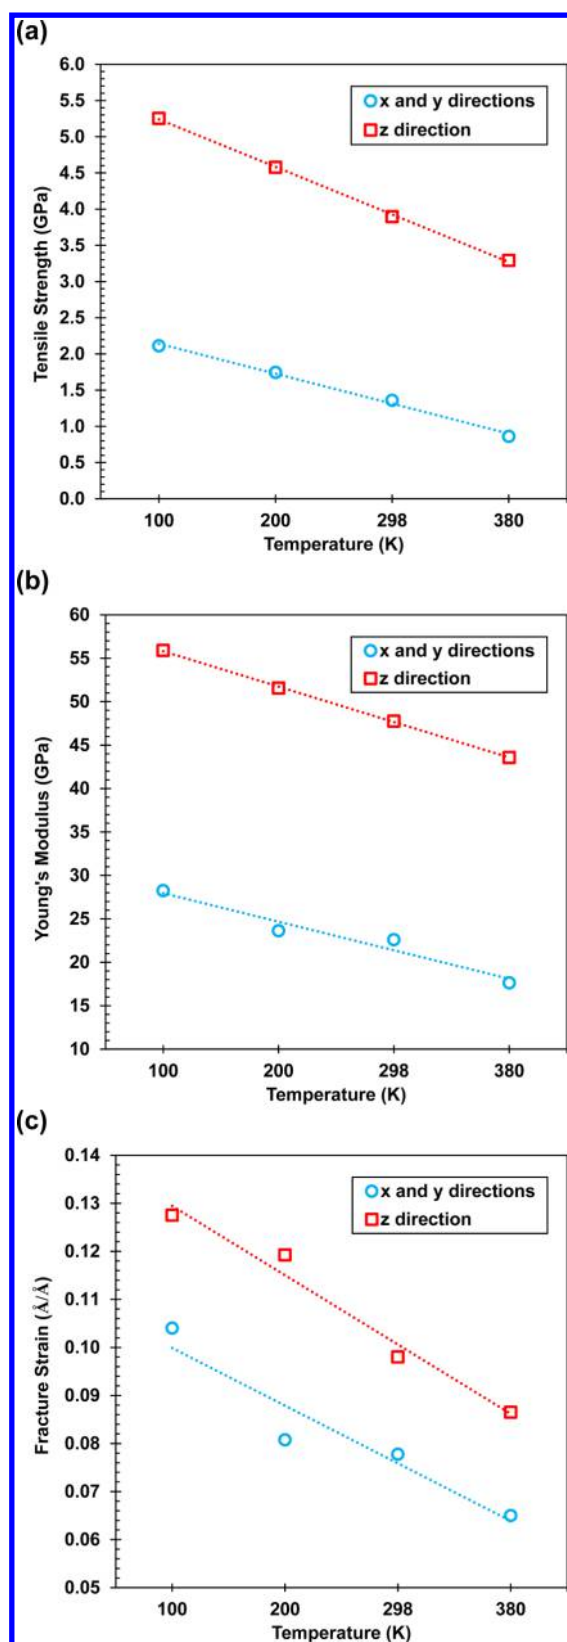 (a)
6.0
5.5
5.0
4.5
4.0
3.5
3.0
2.5
2.0
1.5
1.0
0.5
0.0
Tensile Strength (GPa)
x and y directions
z direction
100 200 298 380
Temperature (K)
(b)
60
55
50
45
40
35
30
28
23
22
17
10
Young's Modulus (GPa)
x and y directions
z direction
100 200 298 380
Temperature (K)
(c)
0.14
0.13
0.12
0.11
0.10
0.09
0.08
0.07
0.06
0.05
Fracture Strain (Å/Å)
x and y directions
z direction
100 200 298 380
Temperature (K)